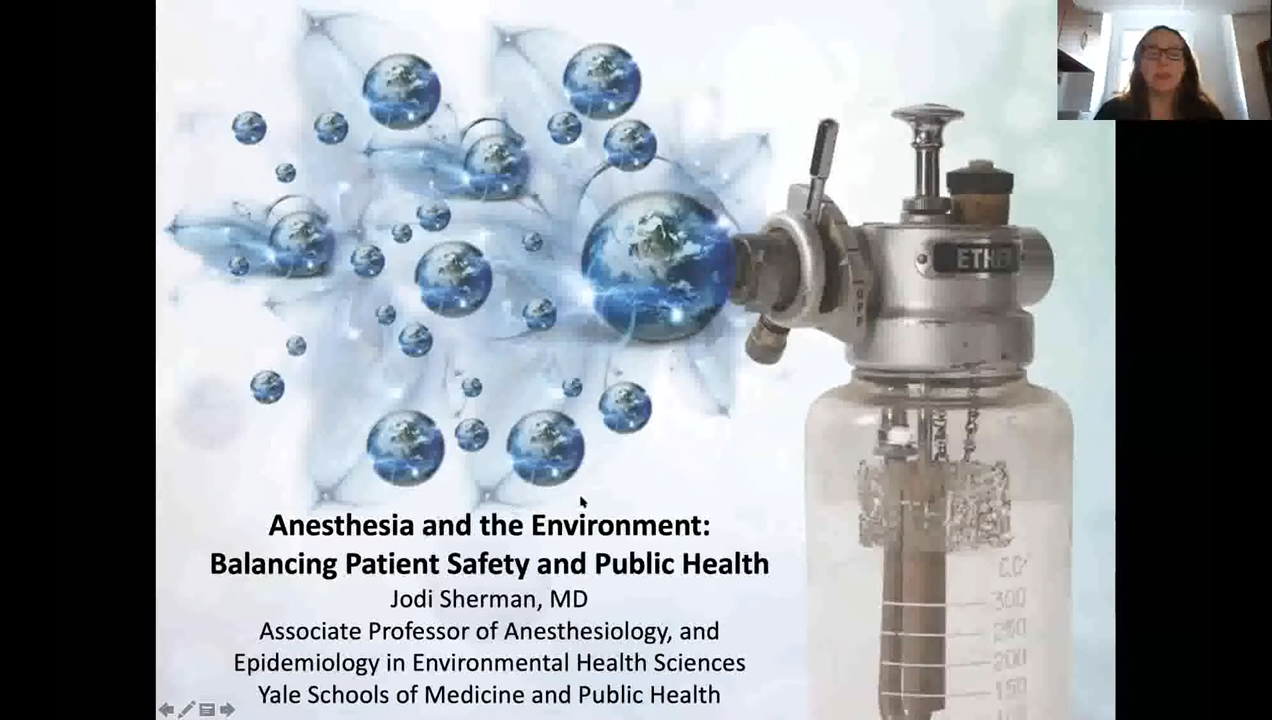 Anesthesia and the Environment:
Balancing Patient Safety and Public Health
Jodi Sherman, MD
Associate Professor of Anesthesiology, and
Epidemiology in Environmental Health Sciences
Yale Schools of Medicine and Public Health
ETHE
300
250
200
150